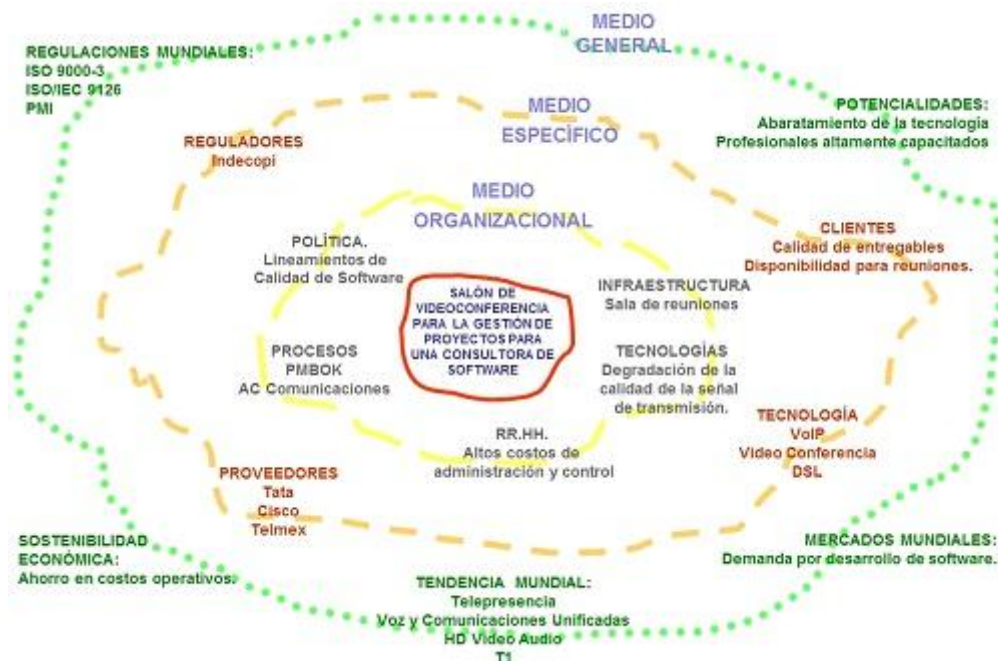 MEDIO
GENERAL
REGULACIONES MUNDIALES:
ISO 9000-3
ISO/IEC 9126
PMI
POTENCIALIDADES:
Abaratamiento de la tecnología
Profesionales altamente capacitados
MEDIO
ESPECÍFICO
REGULADORES
Indecopi
CLIENTES
Calidad de entregables
Disponibilidad para reuniones.
MEDIO
ORGANIZACIONAL
POLÍTICA.
Lineamientos de
Calidad de Software
INFRAESTRUCTURA
Sala de reuniones
SALÓN DE
VIDEOCONFERENCIA
PARA LA GESTIÓN DE
PROYECTOS PARA
UNA CONSULTORA DE
SOFTWARE
PROCESOS
PMBOK
AC Comunicaciones
TECNOLOGÍAS
Degradación de la
calidad de la señal
de transmisión.
RR.HH.
Altos costos de
administración y control
TECNOLOGÍA
VoIP
Video Conferencia
DSL
PROVEEDORES
Tata
Cisco
Telmex
SOSTENIBILIDAD
ECONÓMICA:
Ahorro en costos operativos.
MERCADOS MUNDIALES:
Demanda por desarrollo de software.
TENDENCIA MUNDIAL:
Telepresencia
Voz y Comunicaciones Unificadas
HD Video Audio
T1